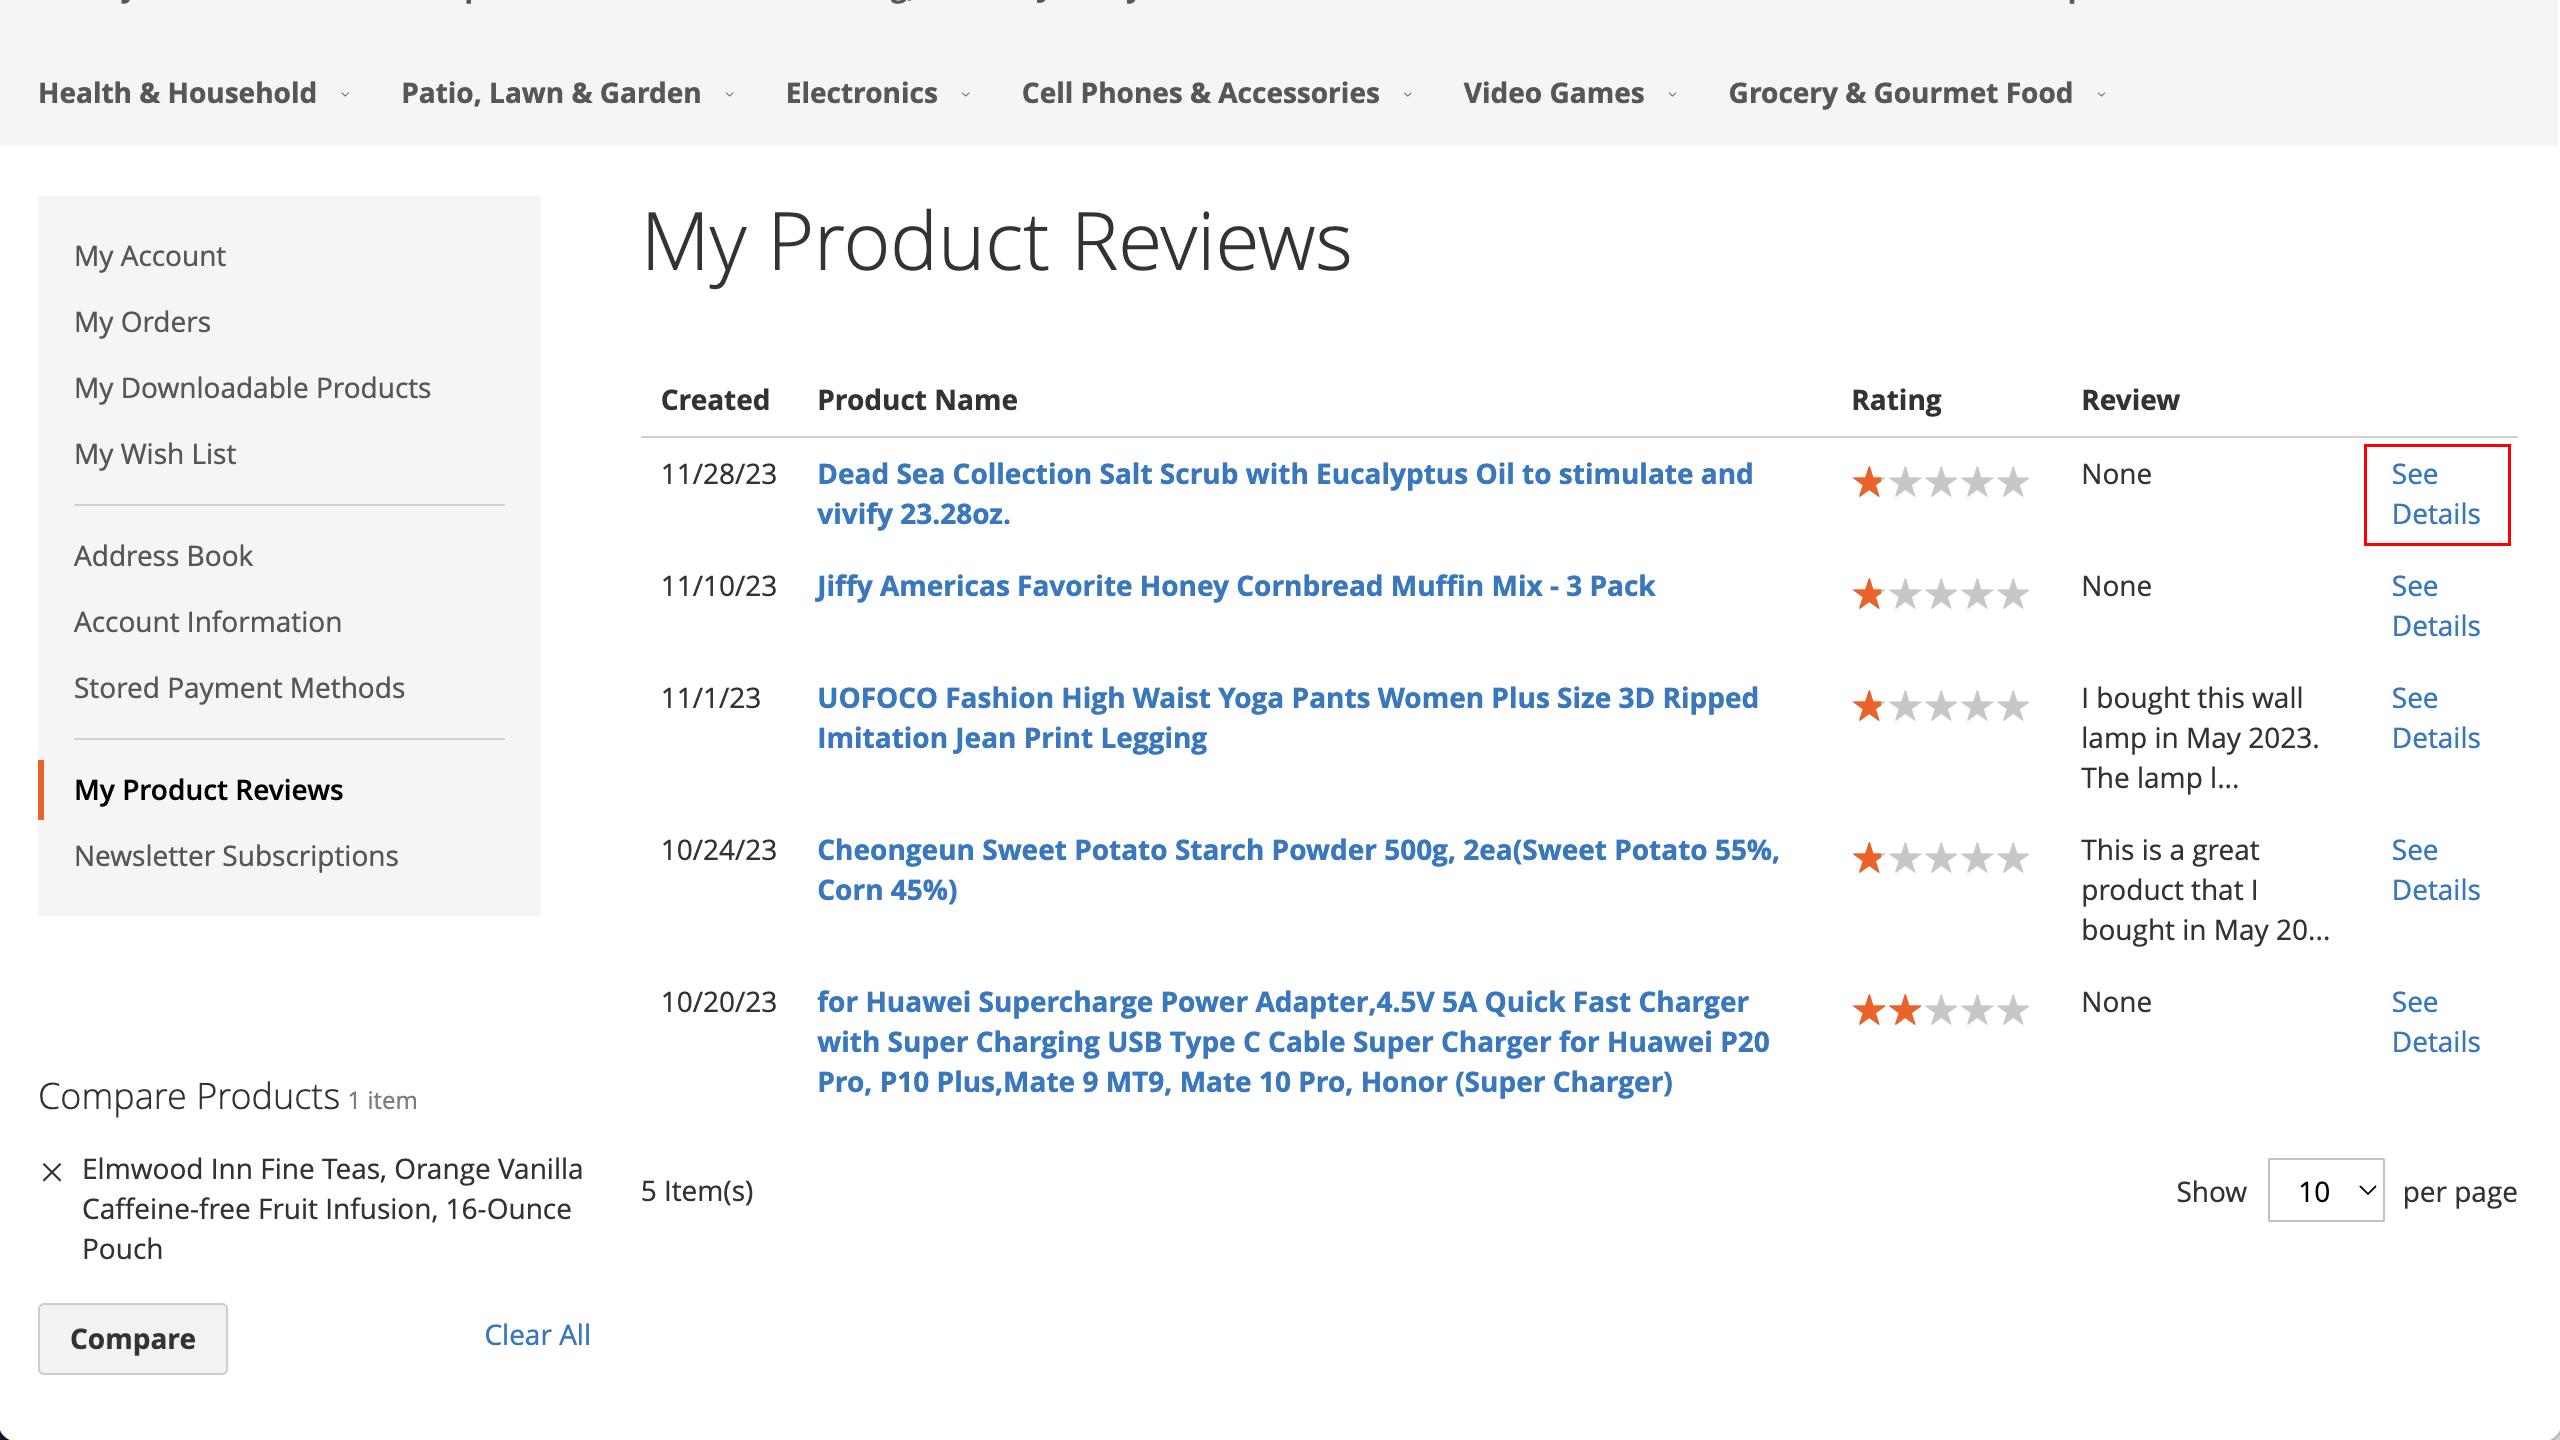 Health & Household Patio, Lawn & Garden Electronics Cell Phones & Accessories Video Games Grocery & Gourmet Food
My Account
My Orders
My Downloadable Products
My Wish List
Address Book
Account Information
Stored Payment Methods
My Product Reviews
Newsletter Subscriptions
Compare Products 1 item
Elmwood Inn Fine Teas, Orange Vanilla
Caffeine-free Fruit Infusion, 16-Ounce
Pouch
Compare Clear All
My Product Reviews
Created Product Name Rating Review
11/28/23 Dead Sea Collection Salt Scrub with Eucalyptus Oil to stimulate and None See
vivify 23.28oz. Details
11/10/23 Jiffy Americas Favorite Honey Cornbread Muffin Mix - 3 Pack None See
Details
11/1/23 UOFOCO Fashion High Waist Yoga Pants Women Plus Size 3D Ripped I bought this wall See
Imitation Jean Print Legging lamp in May 2023. Details
The lamp l...
10/24/23 Cheongeun Sweet Potato Starch Powder 500g, 2ea(Sweet Potato 55%, This is a great See
Corn 45%) product that I Details
bought in May 20...
10/20/23 for Huawei Supercharge Power Adapter,4.5V 5A Quick Fast Charger None See
with Super Charging USB Type C Cable Super Charger for Huawei P20 Details
Pro, P10 Plus,Mate 9 MT9, Mate 10 Pro, Honor (Super Charger)
5 Item(s) Show 10 per page